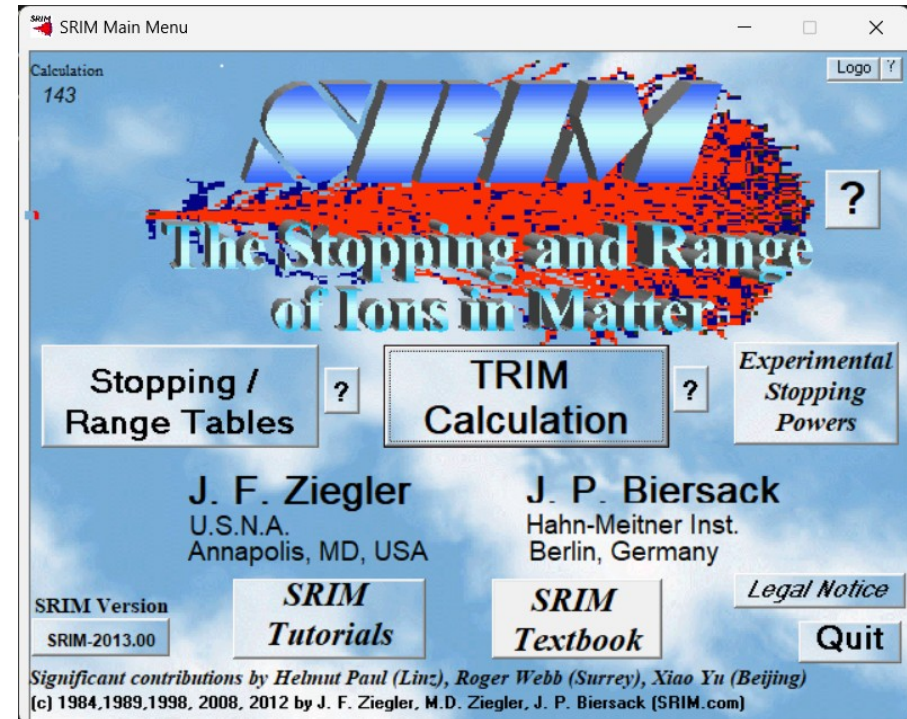 SRIM
SRIM Main Menu
Calculation
143
Logo ?
SRIM
?
The Stopping and Range
of Ions in Matter
Stopping /
Range Tables
?
TRIM
Calculation
?
Experimental
Stopping
Powers
J. F. Ziegler
U.S.N.A.
Annapolis, MD, USA
J. P. Biersack
Hahn-Meitner Inst.
Berlin, Germany
SRIM Version
SRIM-2013.00
SRIM
Tutorials
SRIM
Textbook
Legal Notice
Quit
Significant contributions by Helmut Paul (Linz), Roger Webb (Surrey), Xiao Yu (Beijing)
(c) 1984,1989,1998, 2008, 2012 by J. F. Ziegler, M.D. Ziegler, J. P. Biersack (SRIM.com)